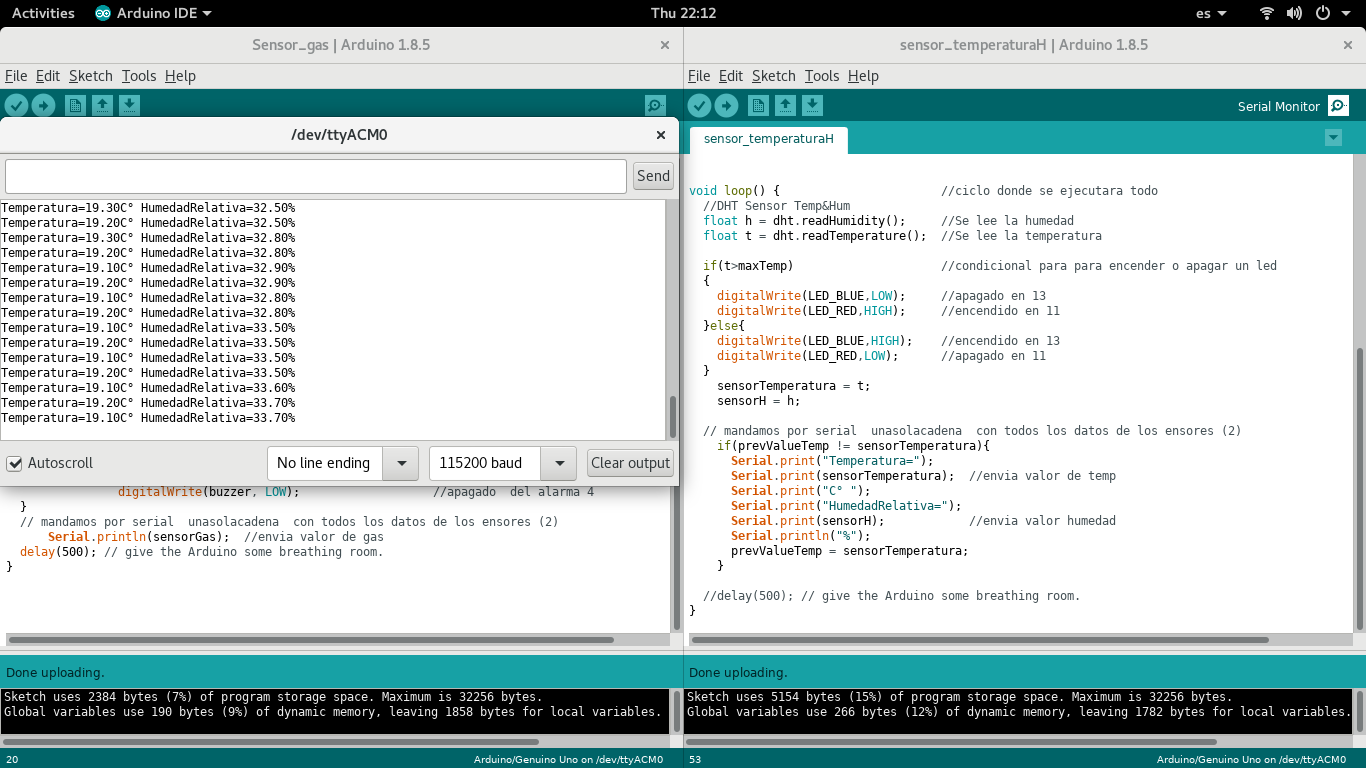 Activities Arduino IDE Thu 22:12 es
Sensor_gas | Arduino 1.8.5
File Edit Sketch Tools Help
/dev/ttyACM0
Send
Temperatura=19.30C° HumedadRelativa=32.50%
Temperatura=19.20C° HumedadRelativa=32.50%
Temperatura=19.30C° HumedadRelativa=32.80%
Temperatura=19.20C° HumedadRelativa=32.80%
Temperatura=19.10C° HumedadRelativa=32.90%
Temperatura=19.20C° HumedadRelativa=32.90%
Temperatura=19.10C° HumedadRelativa=32.80%
Temperatura=19.20C° HumedadRelativa=32.80%
Temperatura=19.10C° HumedadRelativa=33.50%
Temperatura=19.20C° HumedadRelativa=33.50%
Temperatura=19.10C° HumedadRelativa=33.50%
Temperatura=19.20C° HumedadRelativa=33.50%
Temperatura=19.10C° HumedadRelativa=33.60%
Temperatura=19.20C° HumedadRelativa=33.70%
Temperatura=19.10C° HumedadRelativa=33.70%
Autoscroll No line ending 115200 baud Clear output
digitalWrite(buzzer, LOW); //apagado del alarma 4
}
// mandamos por serial unasolacadena con todos los datos de los ensores (2)
Serial.println(sensorGas); //envia valor de gas
delay(500); // give the Arduino some breathing room.
}
Done uploading.
Sketch uses 2384 bytes (7%) of program storage space. Maximum is 32256 bytes.
Global variables use 190 bytes (9%) of dynamic memory, leaving 1858 bytes for local variables.
20 Arduino/Genuino Uno on /dev/ttyACM0
sensor_temperaturaH | Arduino 1.8.5
File Edit Sketch Tools Help
Serial Monitor
sensor_temperaturaH
void loop() { //ciclo donde se ejecutara todo
//DHT Sensor Temp&Hum
float h = dht.readHumidity(); //Se lee la humedad
float t = dht.readTemperature(); //Se lee la temperatura
if(t>maxTemp) //condicional para para encender o apagar un led
{
digitalWrite(LED_BLUE,LOW); //apagado en 13
digitalWrite(LED_RED,HIGH); //encendido en 11
}else{
digitalWrite(LED_BLUE,HIGH); //encendido en 13
digitalWrite(LED_RED,LOW); //apagado en 11
}
sensorTemperatura = t;
sensorH = h;
// mandamos por serial unasolacadena con todos los datos de los ensores (2)
if(prevValueTemp != sensorTemperatura){
Serial.print("Temperatura=");
Serial.print(sensorTemperatura); //envia valor de temp
Serial.print("C° ");
Serial.print("HumedadRelativa=");
Serial.print(sensorH); //envia valor humedad
Serial.println("%");
prevValueTemp = sensorTemperatura;
}
//delay(500); // give the Arduino some breathing room.
}
Done uploading.
Sketch uses 5154 bytes (15%) of program storage space. Maximum is 32256 bytes.
Global variables use 266 bytes (12%) of dynamic memory, leaving 1782 bytes for local variables.
53 Arduino/Genuino Uno on /dev/ttyACM0